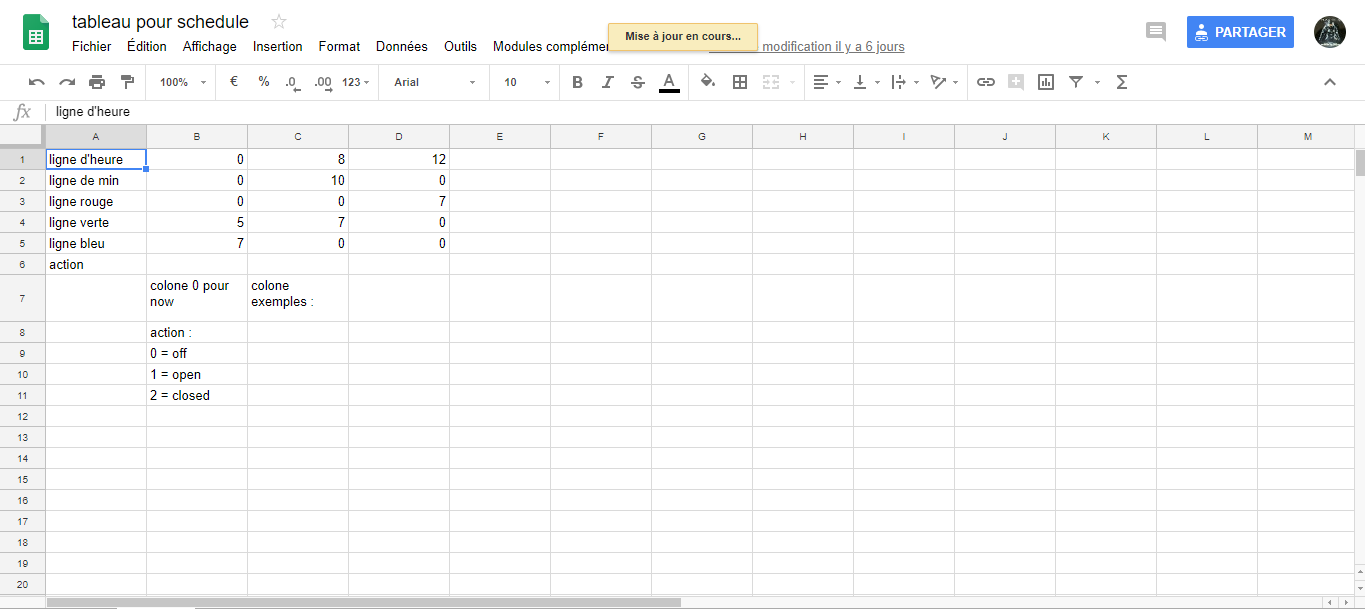 tableau pour schedule
Fichier Édition Affichage Insertion Format Données Outils Modules complémen
Mise à jour en cours...
modification il y a 6 jours
PARTAGER
100% € % .0 .00 123 Arial 10 B I S A Σ
fx ligne d'heure
A B C D E F G H I J K L M
1 ligne d'heure 0 8 12
2 ligne de min 0 10 0
3 ligne rouge 0 0 7
4 ligne verte 5 7 0
5 ligne bleu 7 0 0
6 action
7 colone 0 pour now colone exemples :
8 action :
9 0 = off
10 1 = open
11 2 = closed
12
13
14
15
16
17
18
19
20